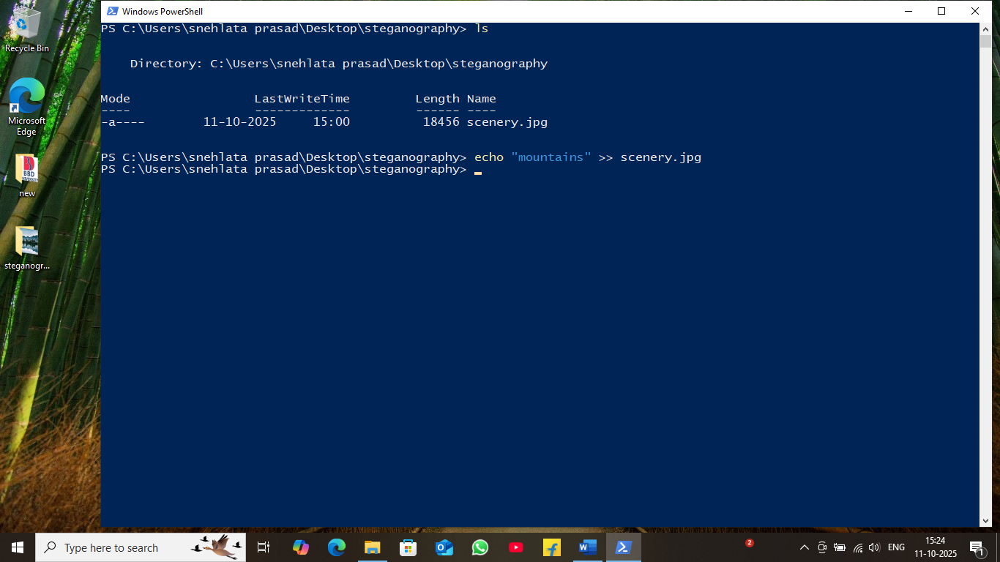 Windows PowerShell
PS C:\Users\snehlata prasad\Desktop\steganography> ls
Directory: C:\Users\snehlata prasad\Desktop\steganography
Mode LastWriteTime Length Name
---- ------------- ------ ----
-a---- 11-10-2025 15:00 18456 scenery.jpg
PS C:\Users\snehlata prasad\Desktop\steganography> echo "mountains" >> scenery.jpg
PS C:\Users\snehlata prasad\Desktop\steganography>
Recycle Bin
Microsoft
Edge
BBD
new
steganogr...
Type here to search
2
ENG
15:24
11-10-2025
1